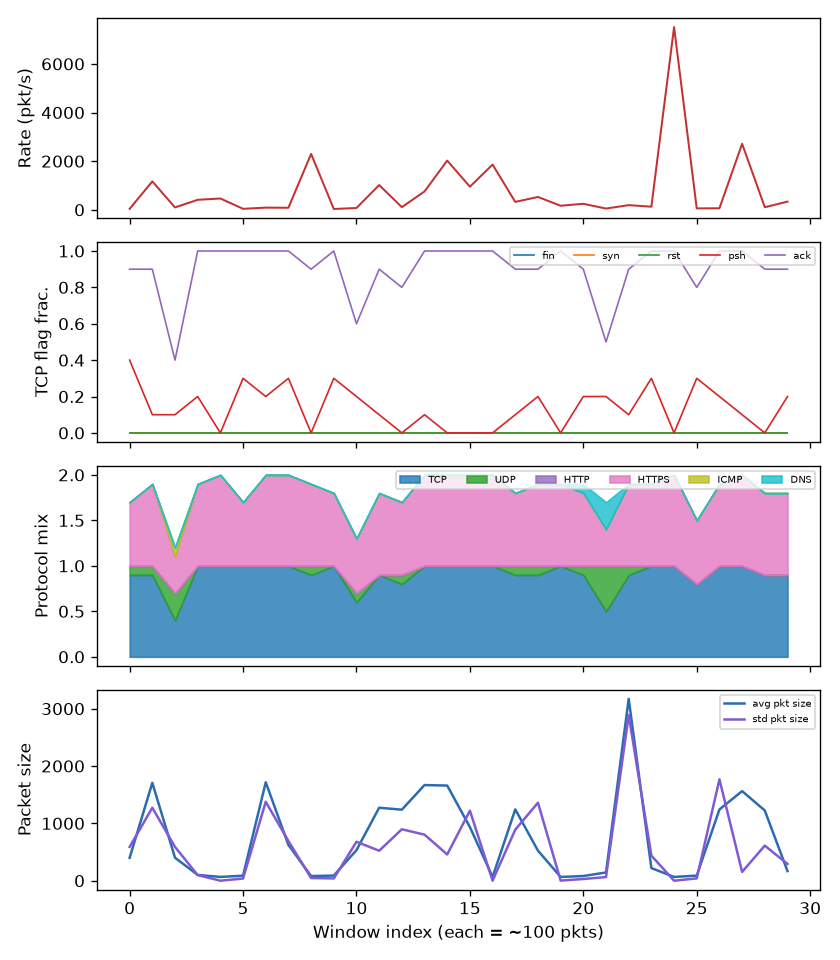 6000
4000
2000
0
Rate (pkt/s)
1.0
0.8
0.6
0.4
0.2
0.0
TCP flag frac.
fin syn rst psh ack
2.0
1.5
1.0
0.5
0.0
Protocol mix
TCP UDP HTTP HTTPS ICMP DNS
3000
2000
1000
0
Packet size
avg pkt size
std pkt size
0 5 10 15 20 25 30
Window index (each = ~100 pkts)